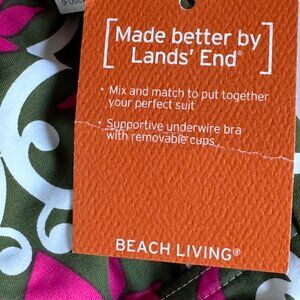 [Made better by
Lands' End®]
• Mix and match to put together
your perfect suit
• Supportive underwire bra
with removable cups
BEACH LIVING®